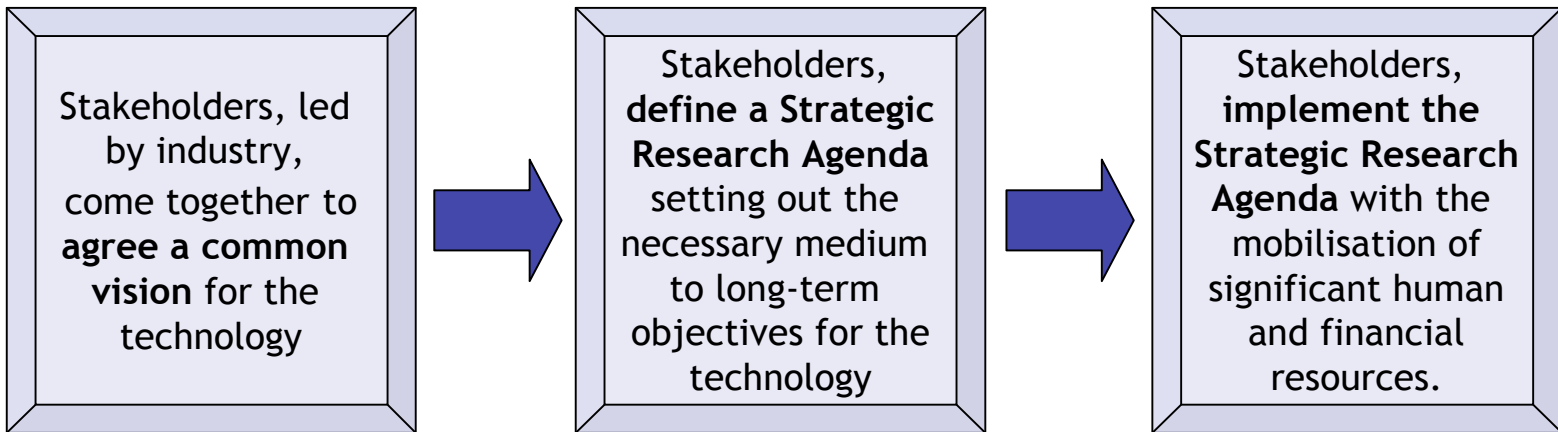 Stakeholders, led
by industry,
come together to
agree a common
vision for the
technology
Stakeholders,
define a Strategic
Research Agenda
setting out the
necessary medium
to long-term
objectives for the
technology
Stakeholders,
implement the
Strategic Research
Agenda with the
mobilisation of
significant human
and financial
resources.